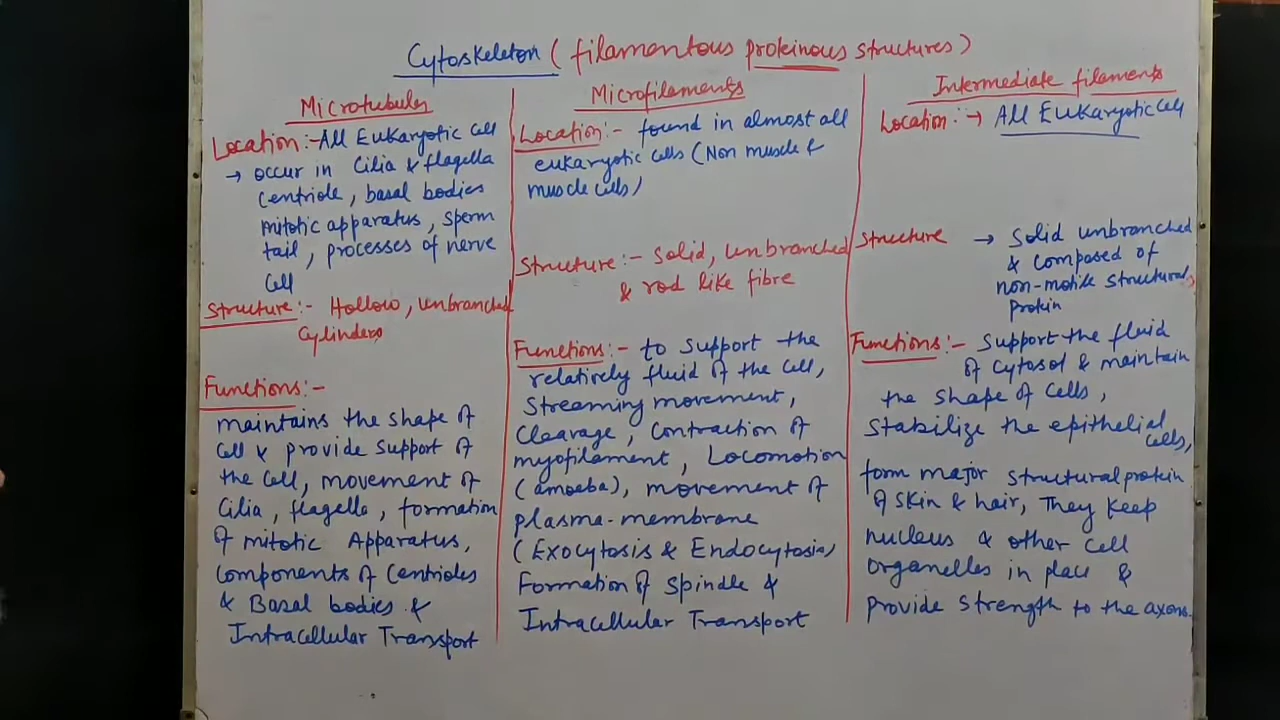 Cytoskeleton (filamentous proteinous structures)
Microtubules
Location :- All Eukaryotic cell
→ occur in Cilia & flagella
Centriole, basal bodies
mitotic apparatus, sperm
tail, processes of nerve
cell
Structure :- Hollow, unbranched
Cylinders
Functions :-
maintains the shape of
cell & provide support of
the cell, movement of
Cilia, flagella, formation
of mitotic Apparatus,
Components of Centrioles
& Basal bodies &
Intracellular Transport
Microfilaments
Location :- found in almost all
eukaryotic cells (Non muscle &
muscle cells)
Structure :- Solid, unbranched
& rod like fibre
Functions :- to support the
relatively fluid of the cell,
Streaming movement,
Cleavage, Contraction of
myofilament, Locomotion
(amoeba), movement of
plasma-membrane
(Exocytosis & Endocytosis)
Formation of Spindle &
Intracellular Transport
Intermediate filaments
Location :- → All Eukaryotic Cell
Structure → Solid unbranched
& composed of
non-motile structural
protein
Functions :- Support the fluid
of Cytosol & maintain
the shape of cells,
Stabilize the epithelial
cells,
form major structural protein
of skin & hair, They keep
nucleus & other cell
organelles in place &
provide strength to the axons.